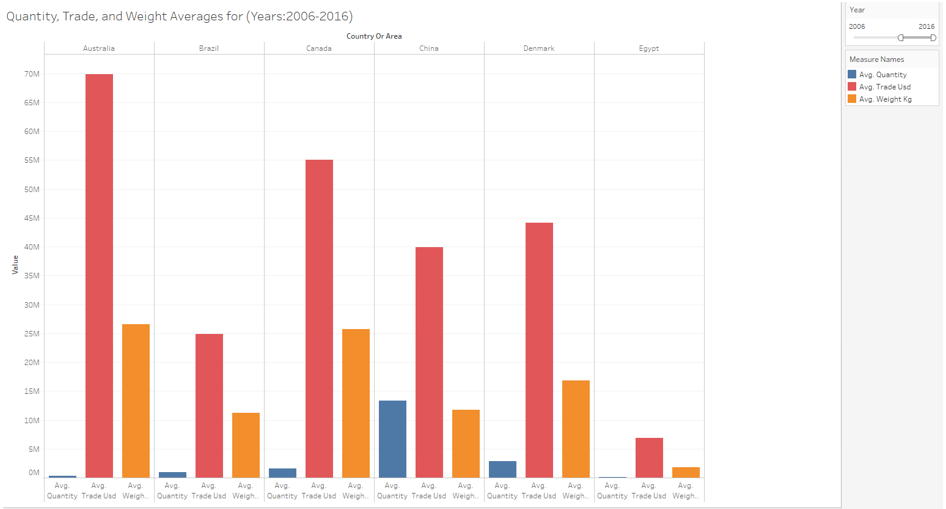 Quantity, Trade, and Weight Averages for (Years:2006-2016)
Country Or Area
Australia Brazil Canada China Denmark Egypt
70M
65M
60M
55M
50M
45M
40M
35M
30M
25M
20M
15M
10M
5M
0M
Value
Avg. Avg. Avg. Avg. Avg. Avg. Avg. Avg. Avg. Avg. Avg. Avg. Avg. Avg. Avg. Avg. Avg. Avg.
Quantity Trade Usd Weigh.. Quantity Trade Usd Weigh.. Quantity Trade Usd Weigh.. Quantity Trade Usd Weigh.. Quantity Trade Usd Weigh.. Quantity Trade Usd Weigh..
Year
2006 2016
Measure Names
Avg. Quantity
Avg. Trade Usd
Avg. Weight Kg